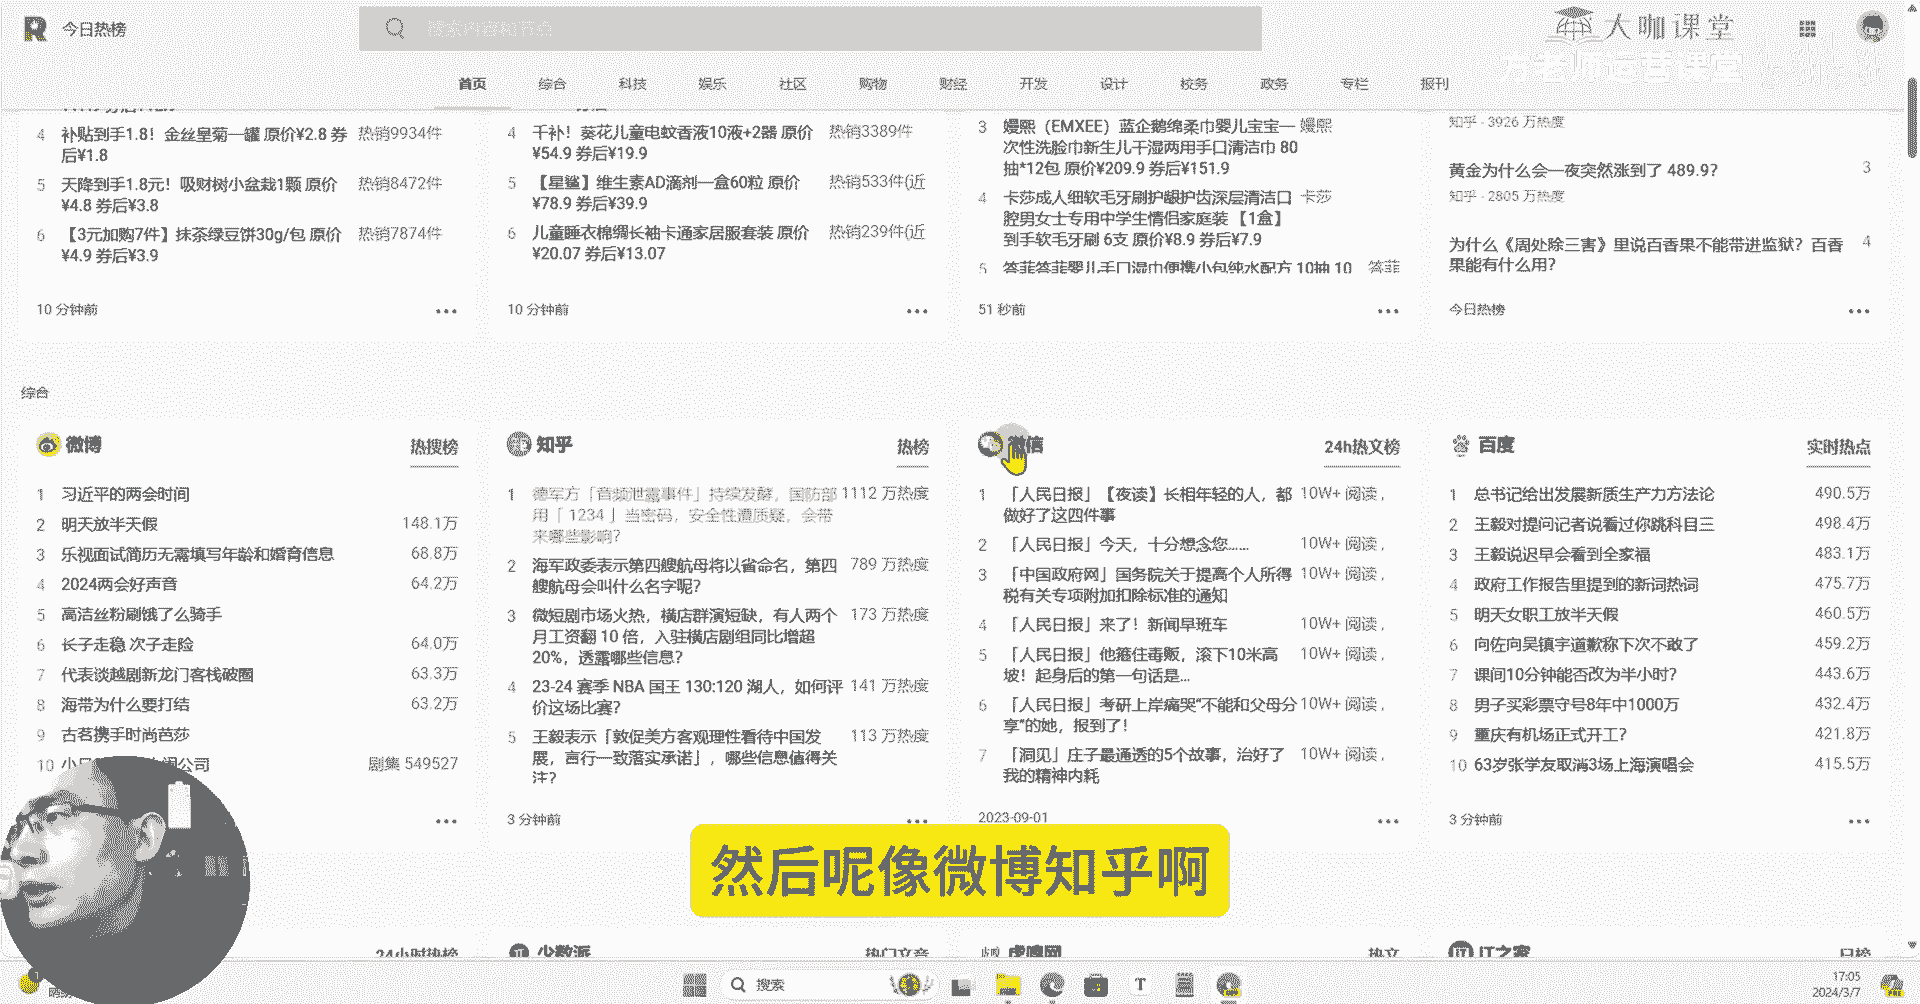 今日热榜
搜索内容和节点
大咖课堂
方老师运营课堂
首页 综合 科技 娱乐 社区 购物 财经 开发 设计 校务 政务 专栏 报刊
4 补贴到手1.8！金丝皇菊一罐 原价¥2.8 券 热销9934件
后¥1.8
5 天降到手1.8元！吸财树小盆栽1颗 原价 热销8472件
¥4.8 券后¥3.8
6 【3元加购7件】抹茶绿豆饼30g/包 原价 热销7874件
¥4.9 券后¥3.9
10 分钟前
4 千补！葵花儿童电蚊香液10液+2器 原价 热销3389件
¥54.9 券后¥19.9
5 【星鲨】维生素AD滴剂一盒60粒 原价 热销533件(近
¥78.9 券后¥39.9
6 儿童睡衣棉绸长袖卡通家居服套装 原价 热销239件(近
¥20.07 券后¥13.07
10 分钟前
3 嫚熙（EMXEE）蓝企鹅绵柔巾婴儿宝宝一 嫚熙
次性洗脸巾新生儿干湿两用手口清洁巾 80
抽*12包 原价¥209.9 券后¥151.9
4 卡莎成人细软毛牙刷护龈护齿深层清洁口 卡莎
腔男女士专用中学生情侣家庭装 【1盒】
到手软毛牙刷 6支 原价¥8.9 券后¥7.9
5 答菲答菲婴儿手口湿巾便携小包纯水配方 10抽 10 答菲
51 秒前
知乎 · 3926 万热度
黄金为什么会一夜突然涨到了 489.9? 3
知乎 · 2805 万热度
为什么《周处除三害》里说百香果不能带进监狱？百香 4
果能有什么用?
今日热榜
综合
微博 热搜榜
1 习近平的两会时间
2 明天放半天假 148.1万
3 乐视面试简历无需填写年龄和婚育信息 68.8万
4 2024两会好声音 64.2万
5 高洁丝粉刷饿了么骑手
6 长子走稳 次子走险 64.0万
7 代表谈越剧新龙门客栈破圈 63.3万
8 海带为什么要打结 63.2万
9 古茗携手时尚芭莎
10 小 公司 剧集 549527
知乎 热榜
1 德军方「音频泄露事件」持续发酵，国防部 1112 万热度
用「 1234 」当密码，安全性遭质疑，会带
来哪些影响?
2 海军政委表示第四艘航母将以省命名，第四 789 万热度
艘航母会叫什么名字呢?
3 微短剧市场火热，横店群演短缺，有人两个 173 万热度
月工资翻 10 倍，入驻横店剧组同比增超
20%，透露哪些信息?
4 23-24 赛季 NBA 国王 130:120 湖人，如何评 141 万热度
价这场比赛?
5 王毅表示「敦促美方客观理性看待中国发 113 万热度
展，言行一致落实承诺」，哪些信息值得关
注?
3 分钟前
微信 24h热文榜
1 「人民日报」【夜读】长相年轻的人，都 10W+ 阅读，
做好了这四件事
2 「人民日报」今天，十分想念您…… 10W+ 阅读，
3 「中国政府网」国务院关于提高个人所得 10W+ 阅读，
税有关专项附加扣除标准的通知
4 「人民日报」来了！新闻早班车 10W+ 阅读，
5 「人民日报」他箍住毒贩，滚下10米高 10W+ 阅读，
坡！起身后的第一句话是...
6 「人民日报」考研上岸痛哭“不能和父母分 10W+ 阅读，
享”的她，报到了！
7 「洞见」庄子最通透的5个故事，治好了 10W+ 阅读，
我的精神内耗
2023-09-01
百度 实时热点
1 总书记给出发展新质生产力方法论 490.5万
2 王毅对提问记者说看过你跳科目三 498.4万
3 王毅说迟早会看到全家福 483.1万
4 政府工作报告里提到的新词热词 475.7万
5 明天女职工放半天假 460.5万
6 向佐向吴镇宇道歉称下次不敢了 459.2万
7 课间10分钟能否改为半小时? 443.6万
8 男子买彩票守号8年中1000万 432.4万
9 重庆有机场正式开工? 421.8万
10 63岁张学友取消3场上海演唱会 415.5万
3 分钟前
然后呢像微博知乎啊
24小时热榜
少数派 热门文章
虎嗅网 热文
IT之家 日榜
搜索
17:05
2024/3/7